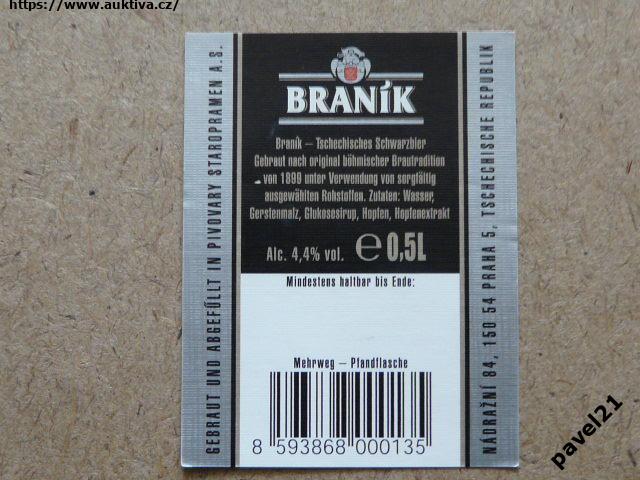 https://www.auktiva.cz/
BRANÍK
Braník – Tschechisches Schwarzbier
Gebraut nach original böhmischer Brautredition
von 1899 unter Verwendung von sorgfältig
ausgewählten Rohstoffen. Zutaten: Wasser,
Gerstenmalz, Glukosesirup, Hopfen, Hopfenextrakt
Alc. 4,4% vol. ℮ 0,5L
Mindestens haltbar bis Ende:
Mehrweg – Pfandflasche
8 593868 000135
GEBRAUT UND ABGEFÜLLT IN PIVOVARY STAROPRAMEN A.S.
NÁDRAŽNÍ 84, 150 54 PRAHA 5, TSCHECHISCHE REPUBLIK
pavel21